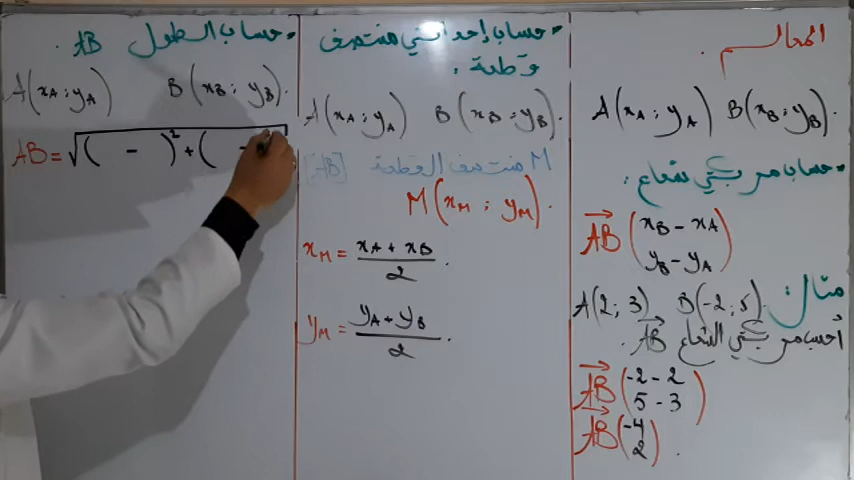 المعالم .
A(xA ; yA) B(xB ; yB).
• حساب مركبتي شعاع :
AB (xB - xA
yB - yA)
مثال :
A(2 ; 3) B(-2 ; 5).
أحسب مركبتي الشعاع AB .
AB (-2 - 2
5 - 3)
AB (-4
2) .
• حساب إحداثيتي منتصف
قطعة .
A(xA ; yA) B(xB ; yB).
M منتصف القطعة [AB]
M(xM ; yM).
xM = xA + xB / 2 .
yM = yA + yB / 2 .
• حساب الطول AB .
A(xA ; yA) B(xB ; yB).
AB = √( - )² + ( -